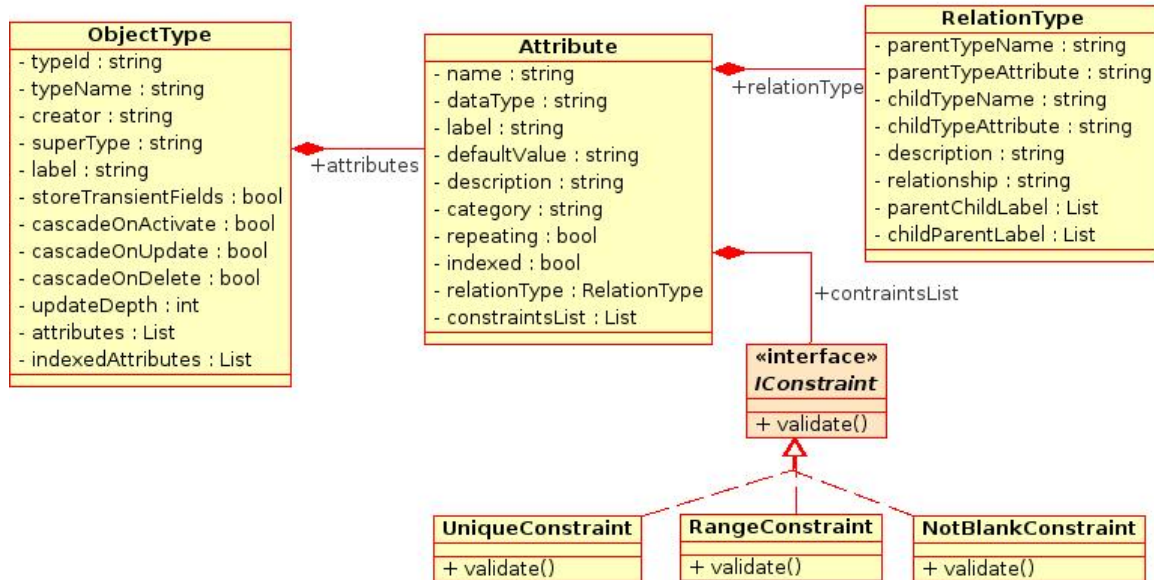 ObjectType
- typeId : string
- typeName : string
- creator : string
- superType : string
- label : string
- storeTransientFields : bool
- cascadeOnActivate : bool
- cascadeOnUpdate : bool
- cascadeOnDelete : bool
- updateDepth : int
- attributes : List
- indexedAttributes : List
+attributes
Attribute
- name : string
- dataType : string
- label : string
- defaultValue : string
- description : string
- category : string
- repeating : bool
- indexed : bool
- relationType : RelationType
- constraintsList : List
+relationType
RelationType
- parentTypeName : string
- parentTypeAttribute : string
- childTypeName : string
- childTypeAttribute : string
- description : string
- relationship : string
- parentChildLabel : List
- childParentLabel : List
+contraintsList
«interface»
IConstraint
+ validate()
UniqueConstraint
+ validate()
RangeConstraint
+ validate()
NotBlankConstraint
+ validate()